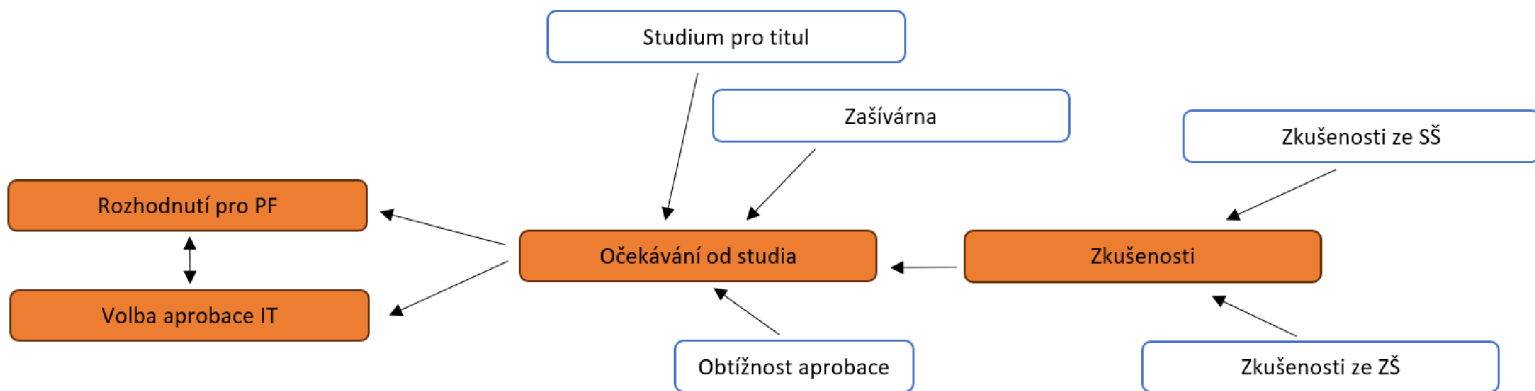 Studium pro titul
Zašívárna
Zkušenosti ze SŠ
Rozhodnutí pro PF
Očekávání od studia
Zkušenosti
Volba aprobace IT
Obtížnost aprobace
Zkušenosti ze ZŠ